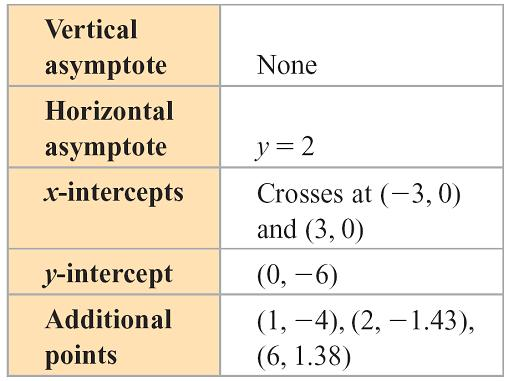 Vertical
asymptote None
Horizontal
asymptote y = 2
x-intercepts Crosses at (−3, 0)
and (3, 0)
y-intercept (0, −6)
Additional (1, −4), (2, −1.43),
points (6, 1.38)